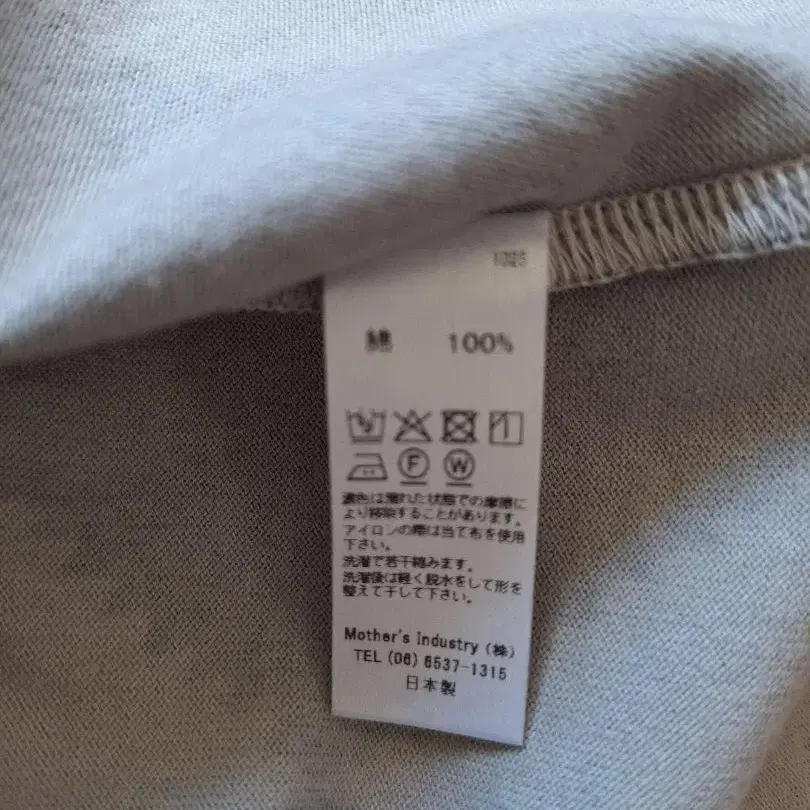 1025
綿 100%
F W
濃色は濡れた状態での摩擦に
より移染することがあります。
アイロンの際は当て布を使用
下さい。
洗濯で若干縮みます。
洗濯後は軽く脱水をして形を
整えて干して下さい。
Mother's Industry (株)
TEL (06) 6537-1315
日本製